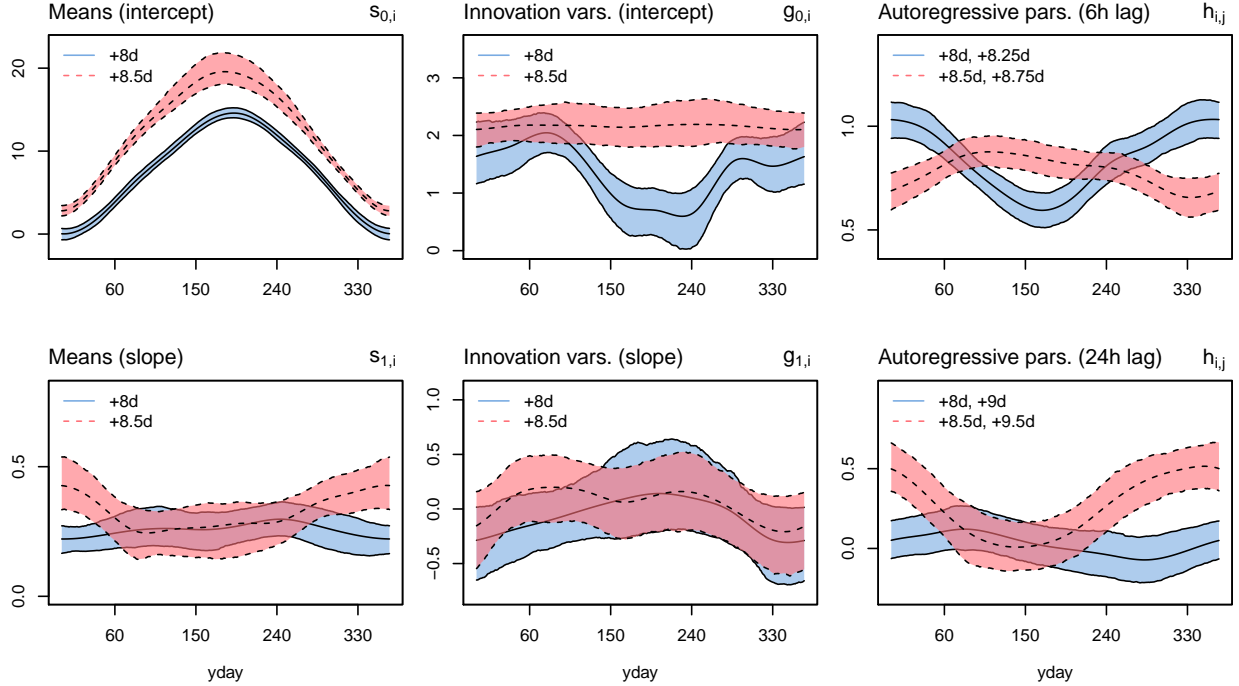 Means (intercept) s0,i
+8d
+8.5d
0 10 20
60 150 240 330
Innovation vars. (intercept) g0,i
+8d
+8.5d
0 1 2 3
60 150 240 330
Autoregressive pars. (6h lag) hi,j
+8d, +8.25d
+8.5d, +8.75d
0.5 1.0
60 150 240 330
Means (slope) s1,i
+8d
+8.5d
0.0 0.5
60 150 240 330
yday
Innovation vars. (slope) g1,i
+8d
+8.5d
−0.5 0.0 0.5 1.0
60 150 240 330
yday
Autoregressive pars. (24h lag) hi,j
+8d, +9d
+8.5d, +9.5d
0.0 0.5
60 150 240 330
yday